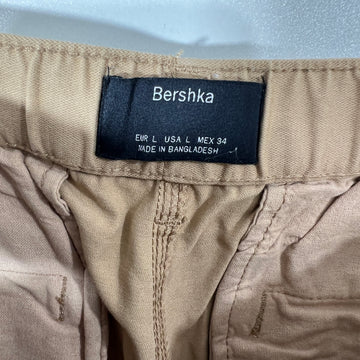 Bershka
EUR L USA L MEX 34
MADE IN BANGLADESH